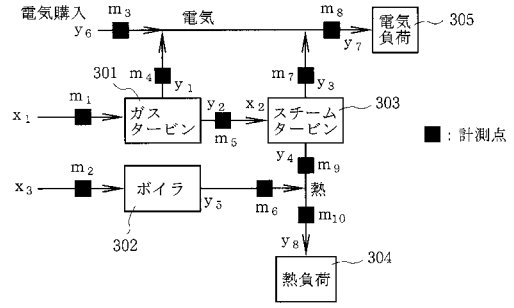 電気購入 m3 電気 m8 電気負荷 305
y6 y7
301 m4 y1 m7 y3
x1 m1 ガスタービン y2 m5 x2 スチームタービン 303
y4 m9 ■:計測点
x3 m2 ボイラ y5 m6 熱
302 m10
y8 304
熱負荷